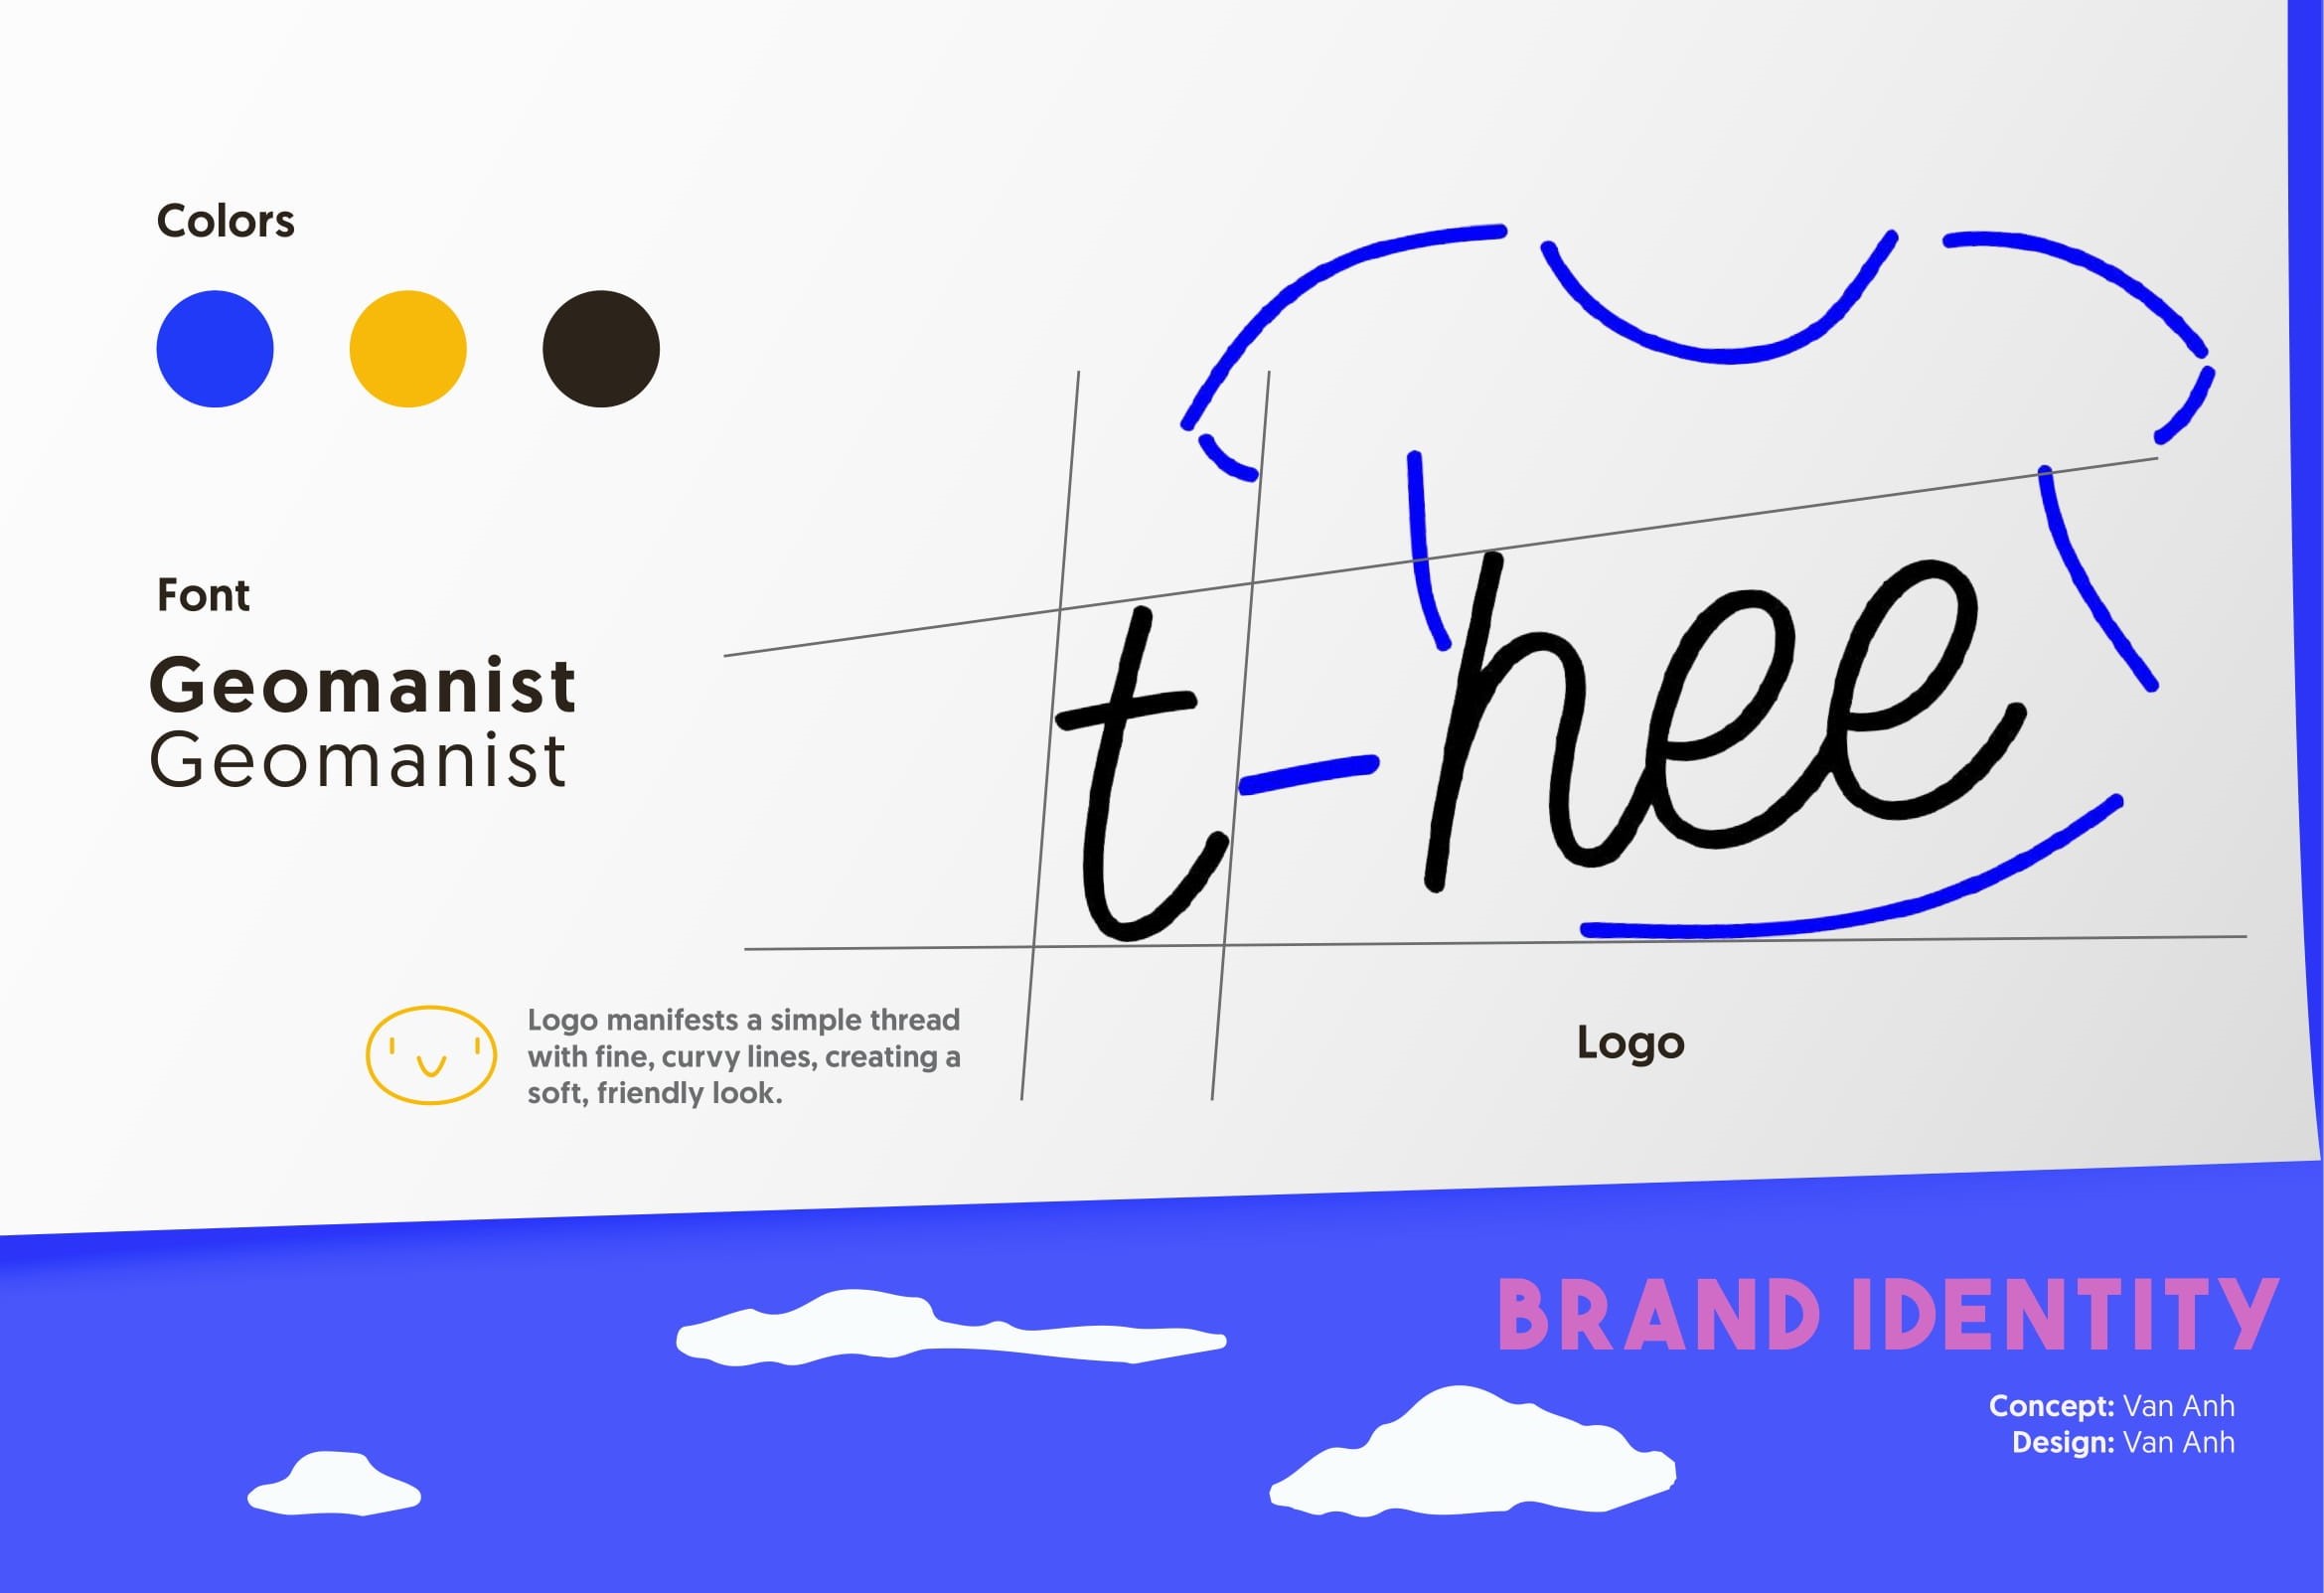 Colors
Font
Geomanist
Geomanist
t-hee
Logo manifests a simple thread
with fine, curvy lines, creating a
soft, friendly look.
Logo
BRAND IDENTITY
Concept: Van Anh
Design: Van Anh